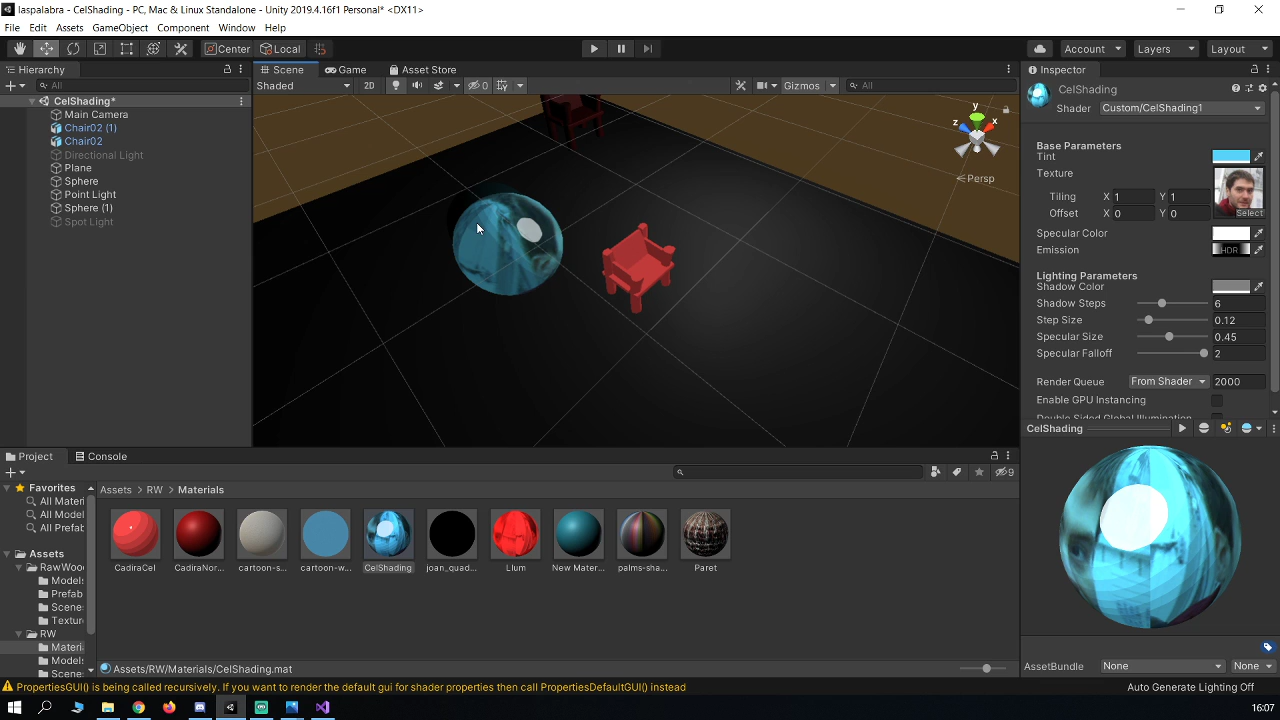 laspalabra - CelShading - PC, Mac & Linux Standalone - Unity 2019.4.16f1 Personal* <DX11>
File Edit Assets GameObject Component Window Help
Center Local Account Layers Layout
Hierarchy
All
CelShading*
Main Camera
Chair02 (1)
Chair02
Directional Light
Plane
Sphere
Point Light
Sphere (1)
Spot Light
Scene Game Asset Store
Shaded 2D 0 Gizmos All
y
z x
Persp
Inspector
CelShading
Shader Custom/CelShading1
Base Parameters
Tint
Texture
Tiling X 1 Y 1
Offset X 0 Y 0
Select
Specular Color
Emission HDR
Lighting Parameters
Shadow Color
Shadow Steps 6
Step Size 0.12
Specular Size 0.45
Specular Falloff 2
Render Queue From Shader 2000
Enable GPU Instancing
Double Sided Global Illumination
CelShading
AssetBundle None None
Project Console
9
Favorites
All Materi
All Model
All Prefab
Assets
RawWoo
Models
Prefab
Scene
Textur
RW
Materi
Models
Scene
Assets > RW > Materials
CadiraCel CadiraNor... cartoon-s... cartoon-w... CelShading joan_quad... Llum New Mater... palms-sha... Paret
Assets/RW/Materials/CelShading.mat
PropertiesGUI() is being called recursively. If you want to render the default gui for shader properties then call PropertiesDefaultGUI() instead
Auto Generate Lighting Off
16:07